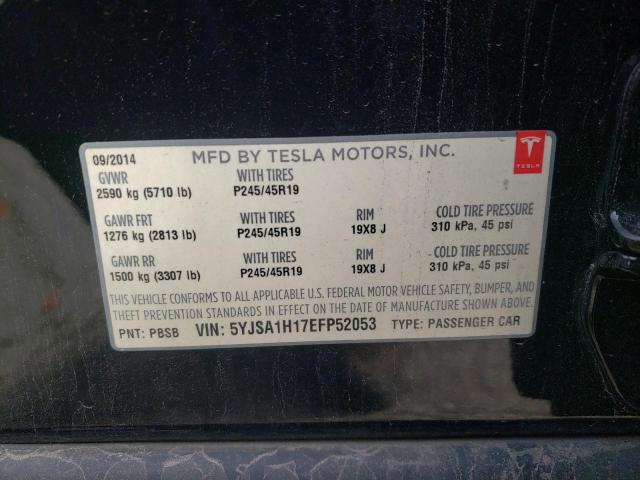 09/2014 MFD BY TESLA MOTORS, INC.
TESLA
GVWR WITH TIRES
2590 kg (5710 lb) P245/45R19
GAWR FRT WITH TIRES RIM COLD TIRE PRESSURE
1276 kg (2813 lb) P245/45R19 19X8 J 310 kPa, 45 psi
GAWR RR WITH TIRES RIM COLD TIRE PRESSURE
1500 kg (3307 lb) P245/45R19 19X8 J 310 kPa, 45 psi
THIS VEHICLE CONFORMS TO ALL APPLICABLE U.S. FEDERAL MOTOR VEHICLE SAFETY, BUMPER, AND
THEFT PREVENTION STANDARDS IN EFFECT ON THE DATE OF MANUFACTURE SHOWN ABOVE.
PNT: PBSB VIN: 5YJSA1H17EFP52053 TYPE: PASSENGER CAR